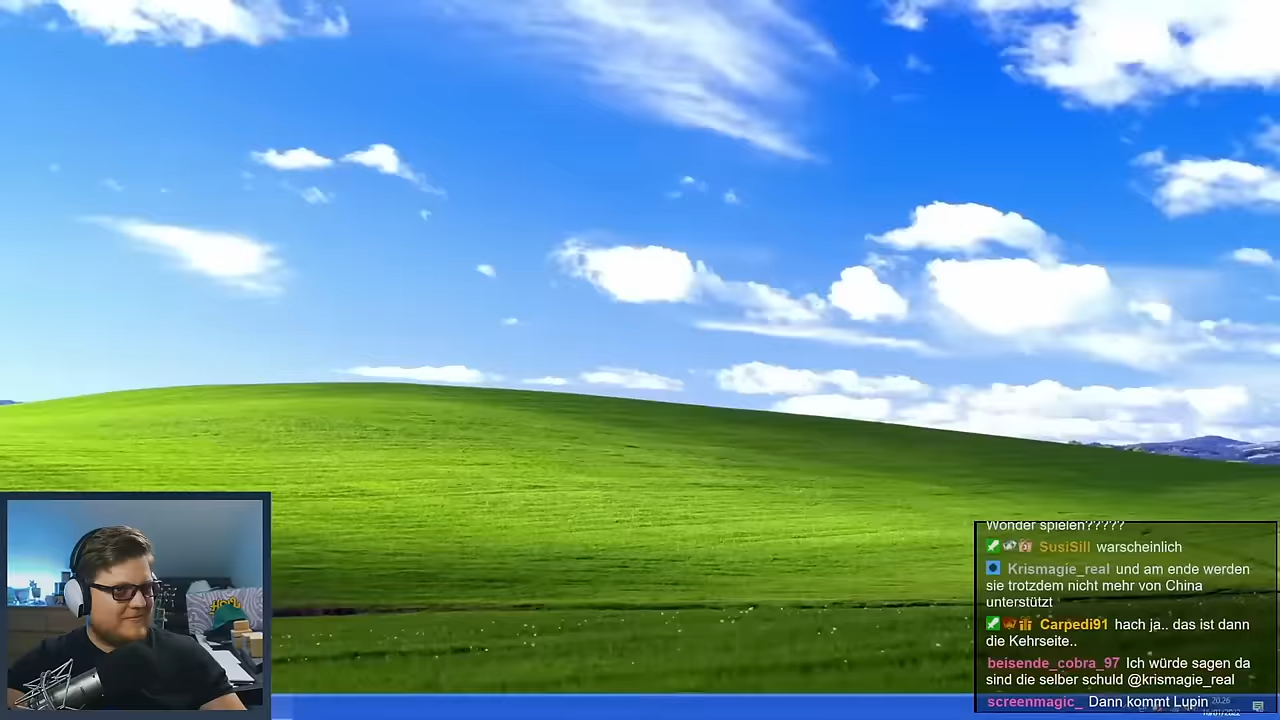 Wonder spielen?????
SusiSill warscheinlich
Krismagie_real und am ende werden
sie trotzdem nicht mehr von China
unterstützt
Carpedi91 hach ja.. das ist dann
die Kehrseite..
beisende_cobra_97 Ich würde sagen da
sind die selber schuld @krismagie_real
screenmagic_ Dann kommt Lupin
20:26